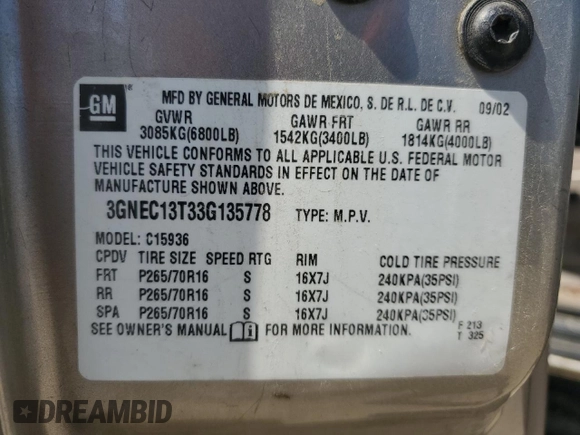 GM
MFD BY GENERAL MOTORS DE MEXICO, S. DE R.L. DE C.V. 09/02
GVWR GAWR FRT GAWR RR
3085KG(6800LB) 1542KG(3400LB) 1814KG(4000LB)
THIS VEHICLE CONFORMS TO ALL APPLICABLE U.S. FEDERAL MOTOR
VEHICLE SAFETY STANDARDS IN EFFECT ON THE DATE OF
MANUFACTURE SHOWN ABOVE.
3GNEC13T33G135778 TYPE: M.P.V.
MODEL: C15936
CPDV TIRE SIZE SPEED RTG RIM COLD TIRE PRESSURE
FRT P265/70R16 S 16X7J 240KPA(35PSI)
RR P265/70R16 S 16X7J 240KPA(35PSI)
SPA P265/70R16 S 16X7J 240KPA(35PSI)
SEE OWNER'S MANUAL FOR MORE INFORMATION.
F 213
T 325
DREAMBID